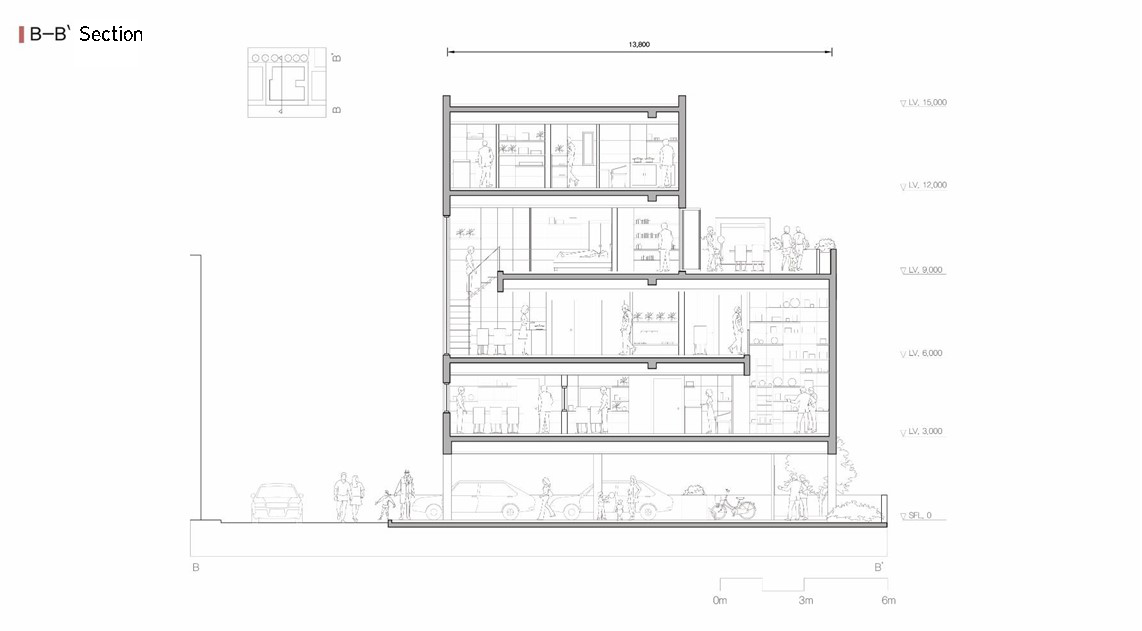 B–B' Section
13,800
B'
B
LV. 15,000
LV. 12,000
LV. 9,000
LV. 6,000
LV. 3,000
SFL. 0
B
B'
0m 3m 6m